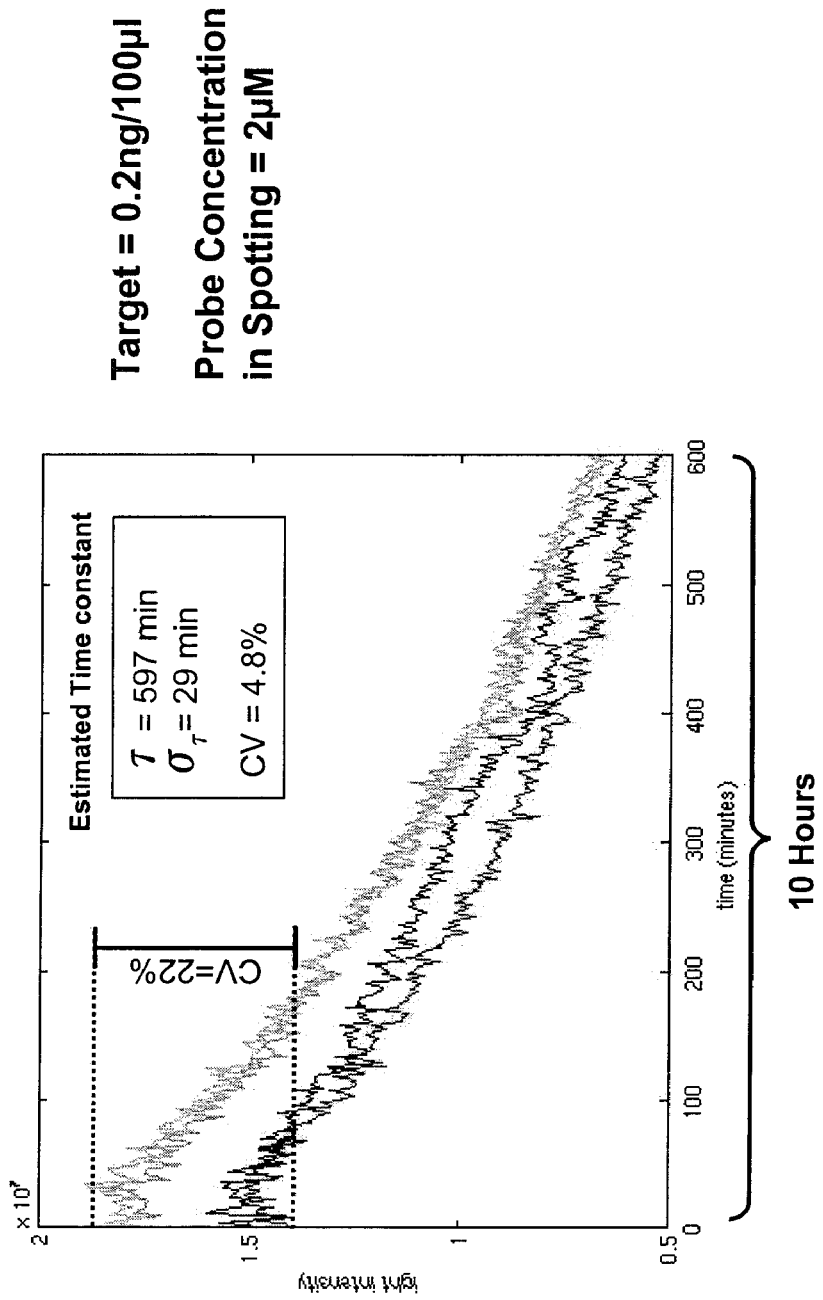 × 10⁷
2
1.5
1
0.5
ight intensity
0
100
200
300
400
500
600
time (minutes)
10 Hours
CV=22%
Estimated Time constant
τ = 597 min
σ_τ = 29 min
CV = 4.8%
Target = 0.2ng/100µl
Probe Concentration
in Spotting = 2µM